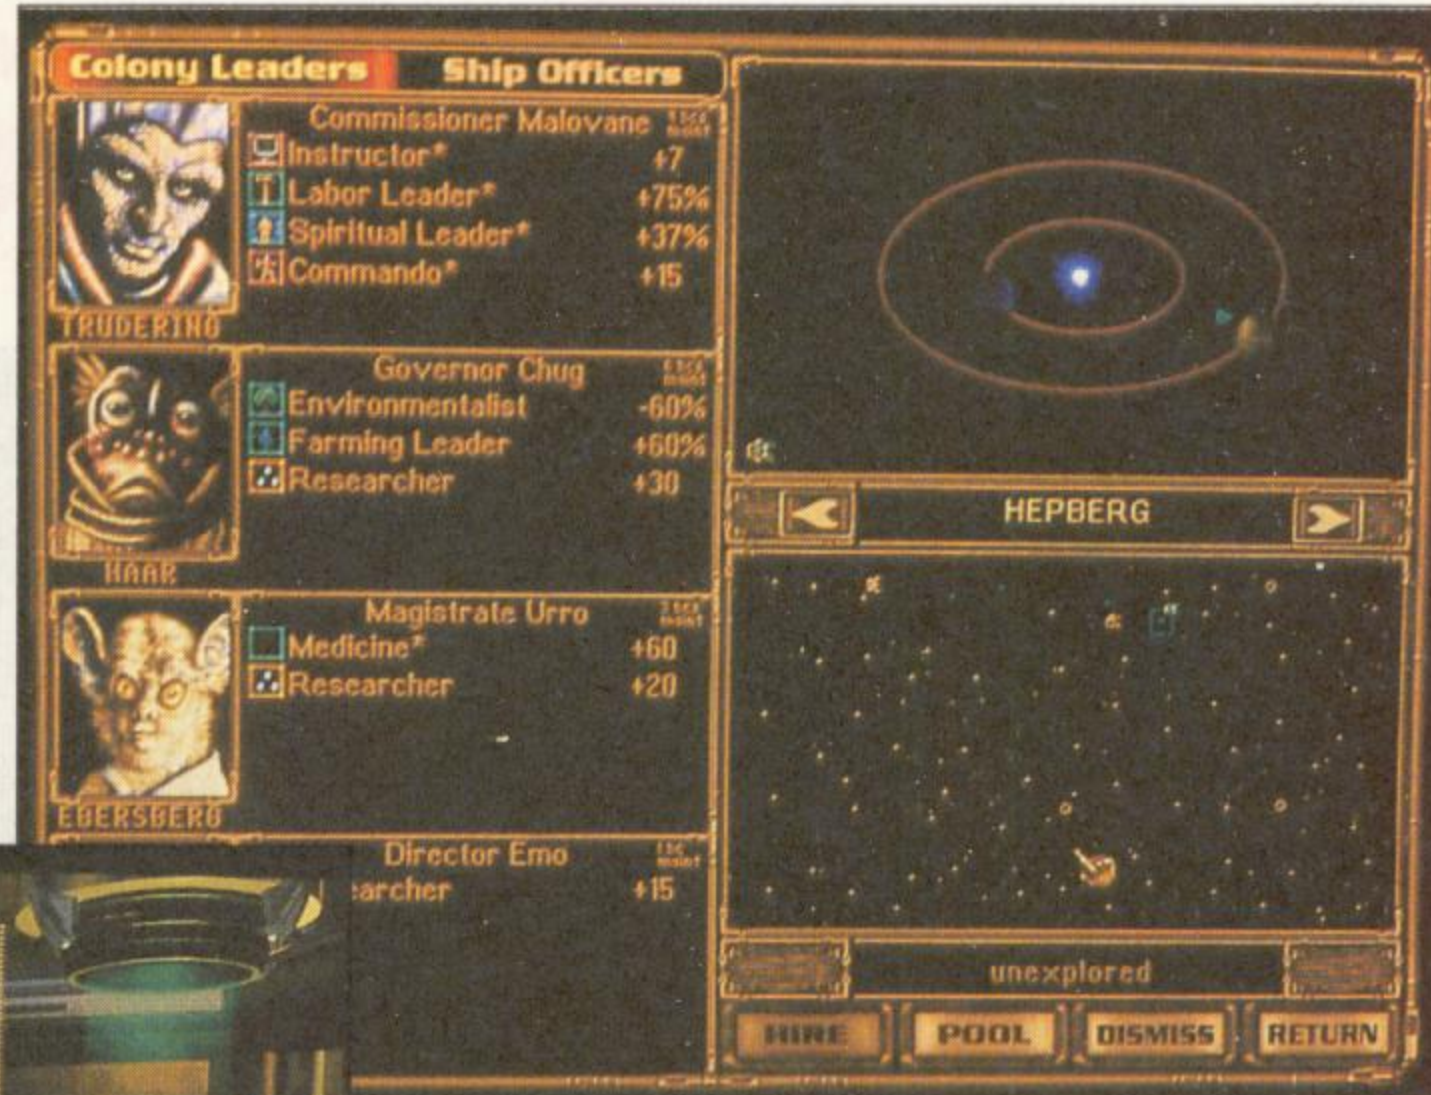 Colony Leaders
Ship Officers
Commissioner Malovane
Instructor* +7
Labor Leader* +75%
Spiritual Leader* +37%
Commando* +15
TRUDERING
Governor Chug
Environmentalist -60%
Farming Leader +60%
Researcher +30
HAAR
Magistrate Urro
Medicine* +60
Researcher +20
EBERSBERG
Director Emo
earcher +15
HEPBERG
unexplored
HIRE POOL DISMISS RETURN